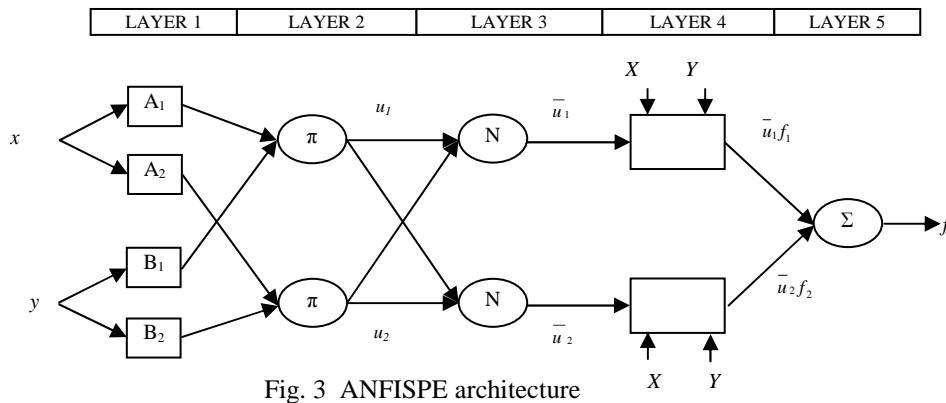 LAYER 1 LAYER 2 LAYER 3 LAYER 4 LAYER 5
X Y
A₁ u₁ ū₁ ū₁f₁
x π N
A₂
Σ f
B₁
y π N ū₂f₂
B₂ u₂ ū₂
X Y
Fig. 3 ANFISPE architecture